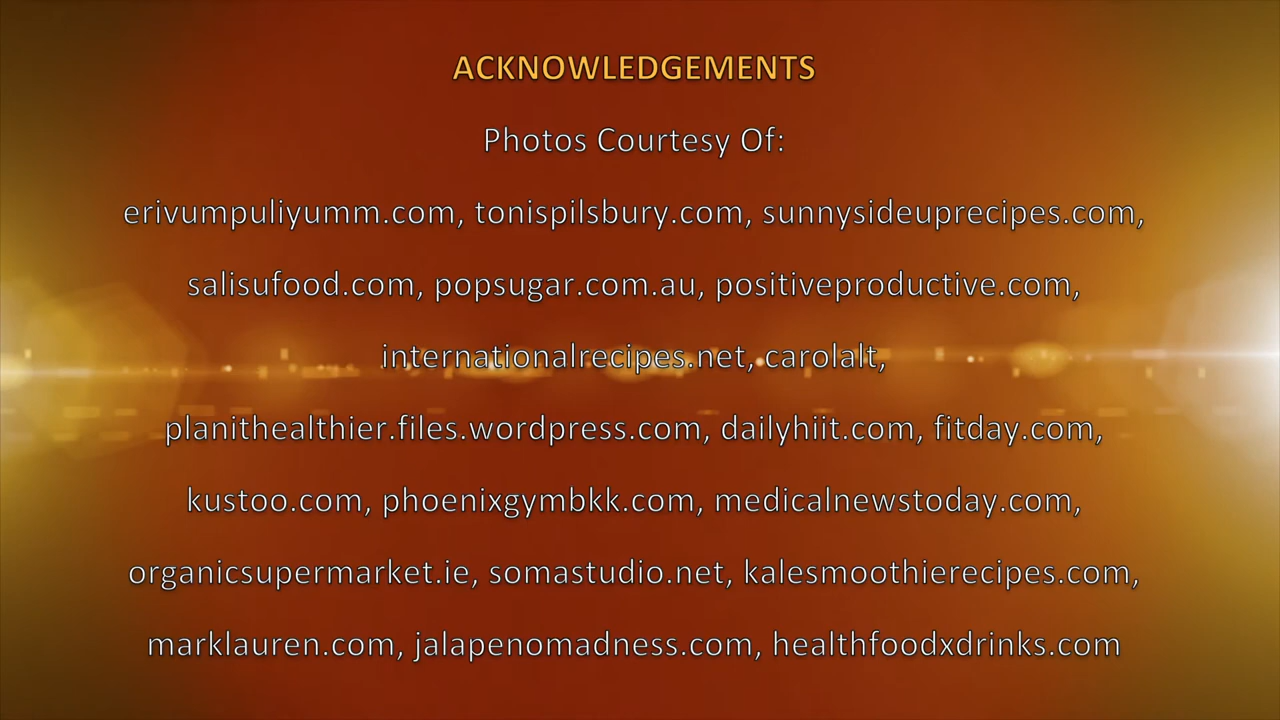 ACKNOWLEDGEMENTS
Photos Courtesy Of:
erivumpuliyumm.com, tonispilsbury.com, sunnysideuprecipes.com,
salisufood.com, popsugar.com.au, positiveproductive.com,
internationalrecipes.net, carolalt,
planithealthier.files.wordpress.com, dailyhiit.com, fitday.com,
kustoo.com, phoenixgymbkk.com, medicalnewstoday.com,
organicsupermarket.ie, somastudio.net, kalesmoothierecipes.com,
marklauren.com, jalapenomadness.com, healthfoodxdrinks.com